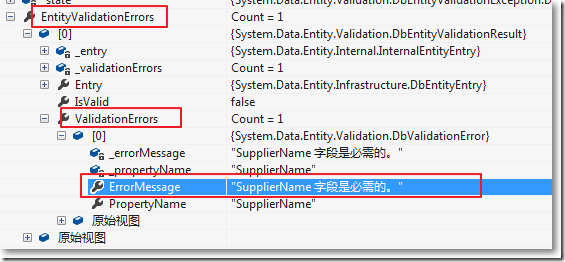 _state {System.Data.Entity.Validation.DbEntityValidationException.D
EntityValidationErrors Count = 1
[0] {System.Data.Entity.Validation.DbEntityValidationResult}
_entry {System.Data.Entity.Internal.InternalEntityEntry}
_validationErrors Count = 1
Entry {System.Data.Entity.Infrastructure.DbEntityEntry}
IsValid false
ValidationErrors Count = 1
[0] {System.Data.Entity.Validation.DbValidationError}
_errorMessage "SupplierName 字段是必需的。"
_propertyName "SupplierName"
ErrorMessage "SupplierName 字段是必需的。"
PropertyName "SupplierName"
原始视图
原始视图